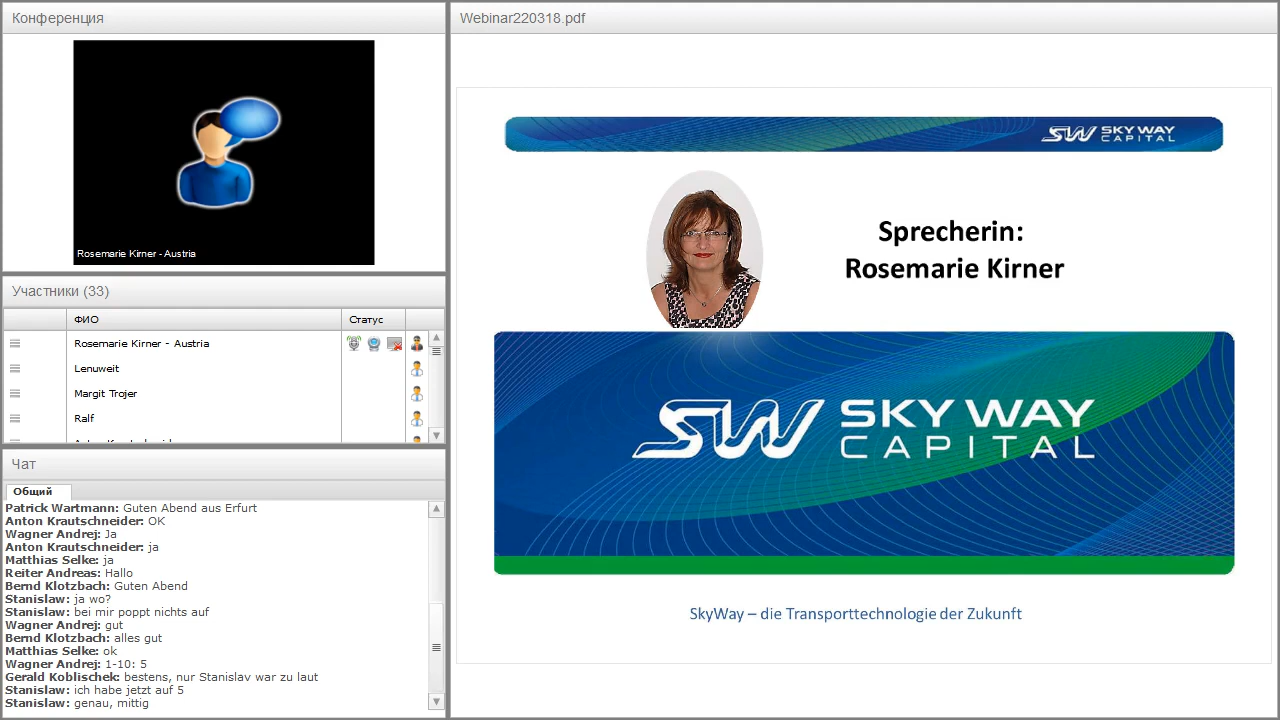 Конференция
Rosemarie Kirner - Austria
Участники (33)
ФИО
Статус
Rosemarie Kirner - Austria
Lenuweit
Margit Trojer
Ralf
Чат
Общий
Patrick Wartmann: Guten Abend aus Erfurt
Anton Krautschneider: OK
Wagner Andrej: Ja
Anton Krautschneider: ja
Matthias Selke: ja
Reiter Andreas: Hallo
Bernd Klotzbach: Guten Abend
Stanislaw: ja wo?
Stanislaw: bei mir poppt nichts auf
Wagner Andrej: gut
Bernd Klotzbach: alles gut
Matthias Selke: ok
Wagner Andrej: 1-10: 5
Gerald Koblischek: bestens, nur Stanislav war zu laut
Stanislaw: ich habe jetzt auf 5
Stanislaw: genau, mittig
Webinar220318.pdf
SW SKY WAY
CAPITAL
Sprecherin:
Rosemarie Kirner
SW SKY WAY
CAPITAL
SkyWay – die Transporttechnologie der Zukunft